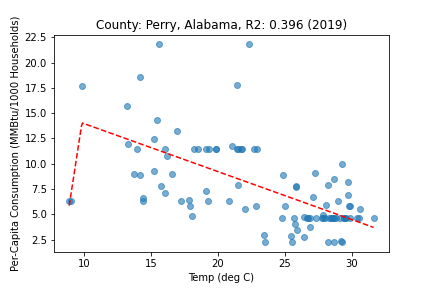 County: Perry, Alabama, R2: 0.396 (2019)
Per-Capita Consumption (MMBtu/1000 Households)
22.5
20.0
17.5
15.0
12.5
10.0
7.5
5.0
2.5
10 15 20 25 30
Temp (deg C)